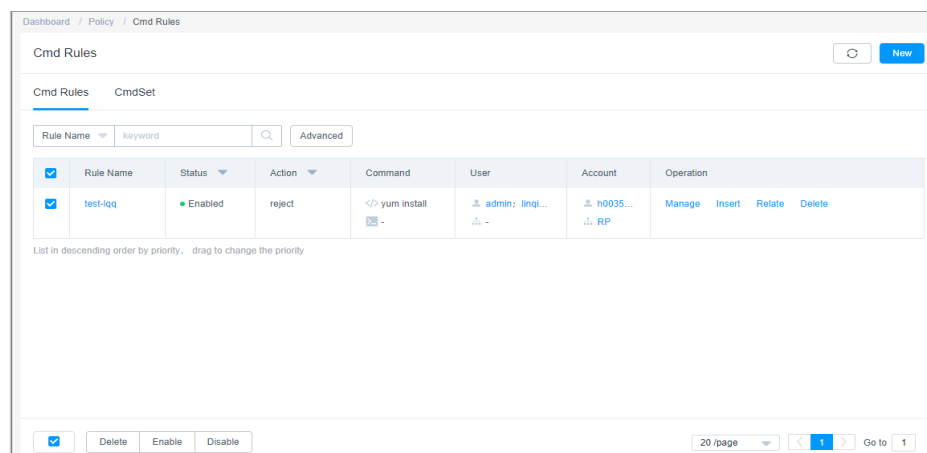 Dashboard / Policy / Cmd Rules
Cmd Rules
New
Cmd Rules CmdSet
Rule Name keyword Advanced
Rule Name Status Action Command User Account Operation
test-lqq Enabled reject </> yum install admin; linqi... h0035... Manage Insert Relate Delete
- - RP
List in descending order by priority, drag to change the priority
Delete Enable Disable 20 /page 1 Go to 1